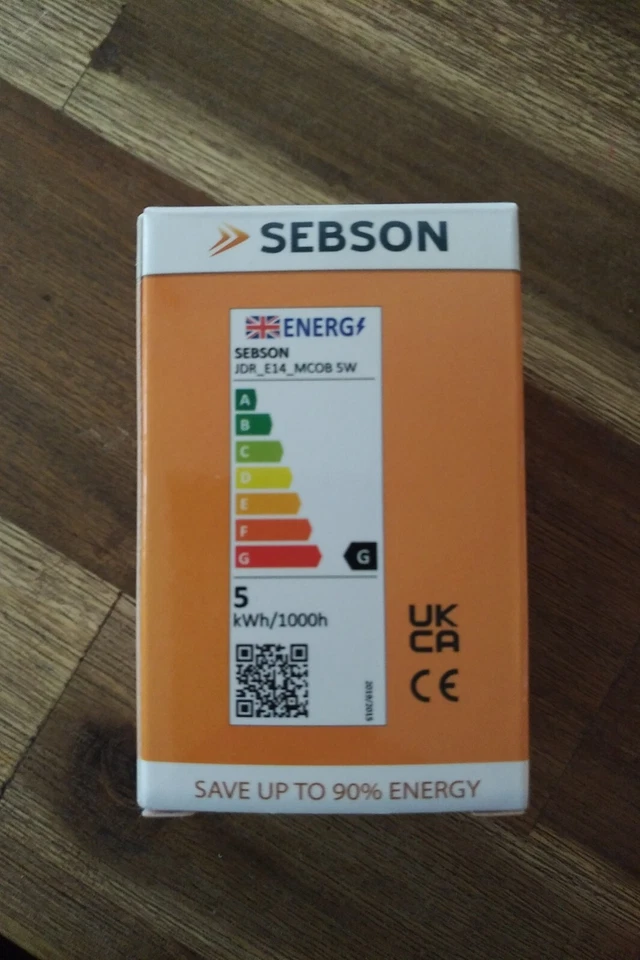 SEBSON
ENERG
SEBSON
JDR_E14_MCOB 5W
A
B
C
D
E
F
G
G
5
kWh/1000h
2019/2015
UK
CA
CE
SAVE UP TO 90% ENERGY